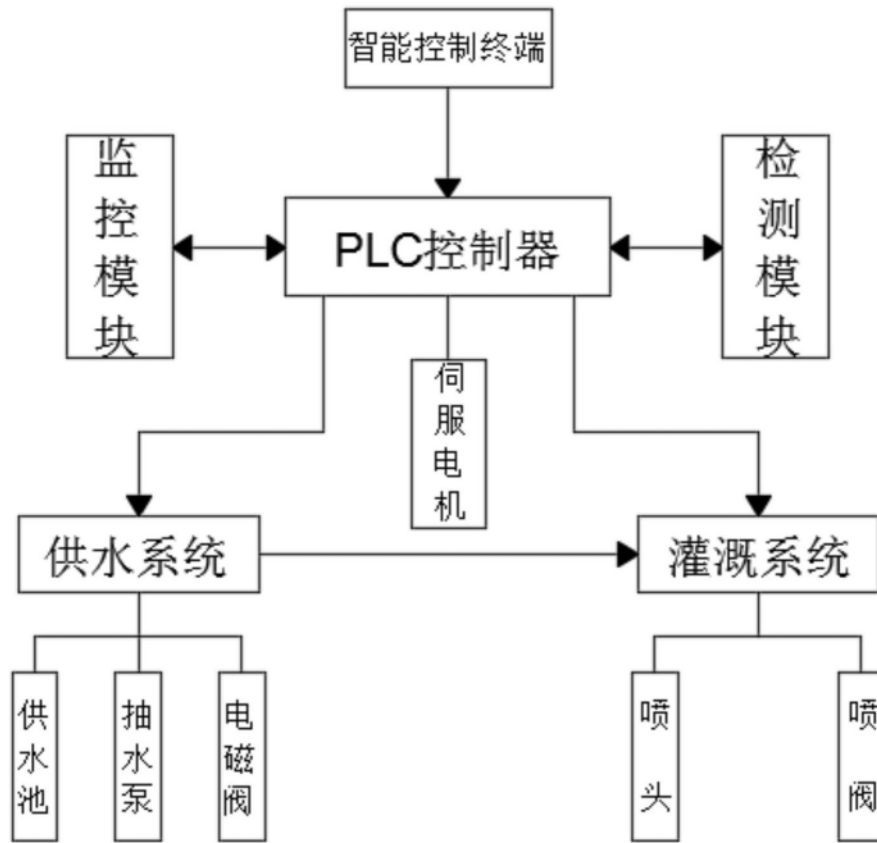 智能控制终端
监控模块
PLC控制器
检测模块
伺服电机
供水系统
灌溉系统
供水池
抽水泵
电磁阀
喷头
喷阀